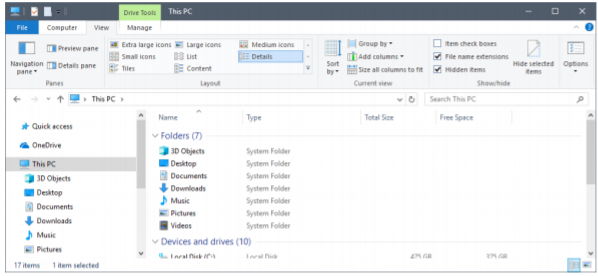 Drive Tools This PC
File Computer View Manage
Navigation pane
Preview pane
Details pane
Panes
Extra large icons Large icons Medium icons
Small icons List Details
Tiles Content
Layout
Sort by
Group by
Add columns
Size all columns to fit
Current view
Item check boxes
File name extensions
Hidden items
Hide selected items
Show/hide
Options
This PC
Search This PC
Quick access
OneDrive
This PC
3D Objects
Desktop
Documents
Downloads
Music
Pictures
Name Type Total Size Free Space
Folders (7)
3D Objects System Folder
Desktop System Folder
Documents System Folder
Downloads System Folder
Music System Folder
Pictures System Folder
Videos System Folder
Devices and drives (10)
Local Disk (C:) Local Disk 475 GB 375 GB
17 items 1 item selected